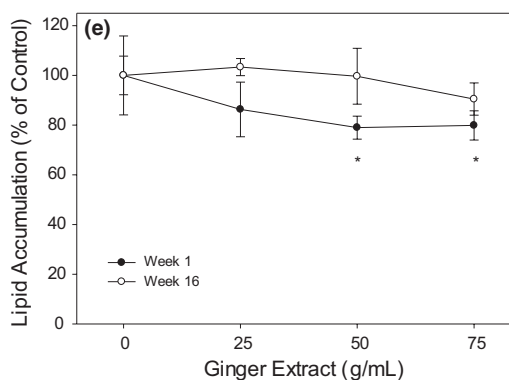 (e)
120
100
80
60
40
20
0
Lipid Accumulation (% of Control)
* *
Week 1
Week 16
0 25 50 75
Ginger Extract (g/mL)